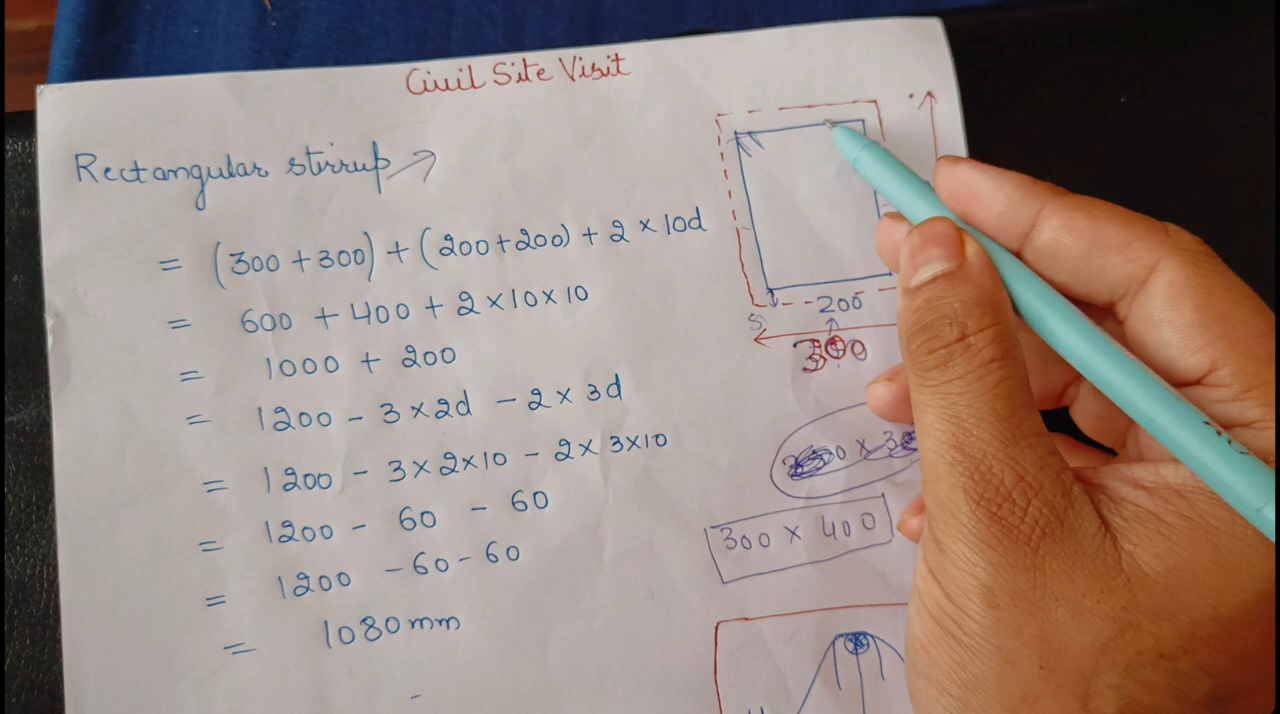 Civil Site Visit
Rectangular stirrup →
= (300 + 300) + (200 + 200) + 2 × 10d
= 600 + 400 + 2 × 10 × 10
= 1000 + 200
= 1200 - 3 × 2d - 2 × 3d
= 1200 - 3 × 2 × 10 - 2 × 3 × 10
= 1200 - 60 - 60
= 1200 - 60 - 60
= 1080 mm
200
300
300 × 400